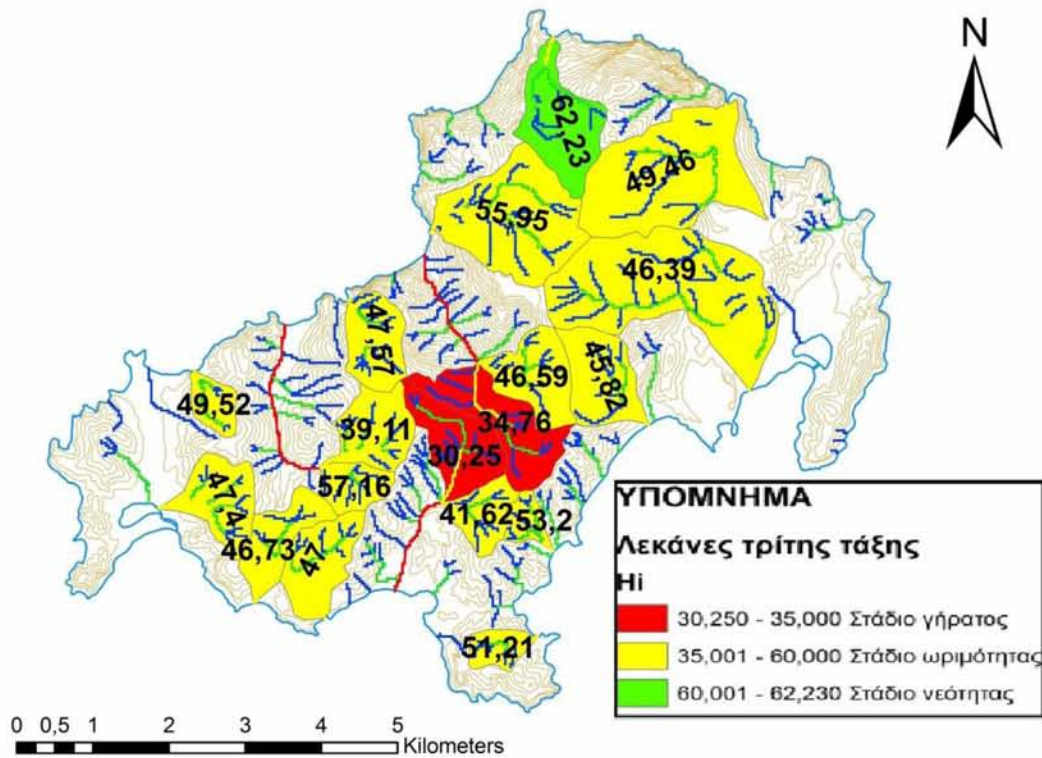 N
62,23
49,46
55,95
46,39
47,57
46,59
45,82
49,52
39,11
34,76
30,25
57,16
47,4
41,62
53,2
46,73
47
51,21
ΥΠΟΜΝΗΜΑ
Λεκάνες τρίτης τάξης
Hi
30,250 - 35,000 Στάδιο γήρατος
35,001 - 60,000 Στάδιο ωριμότητας
60,001 - 62,230 Στάδιο νεότητας
0 0,5 1 2 3 4 5
Kilometers